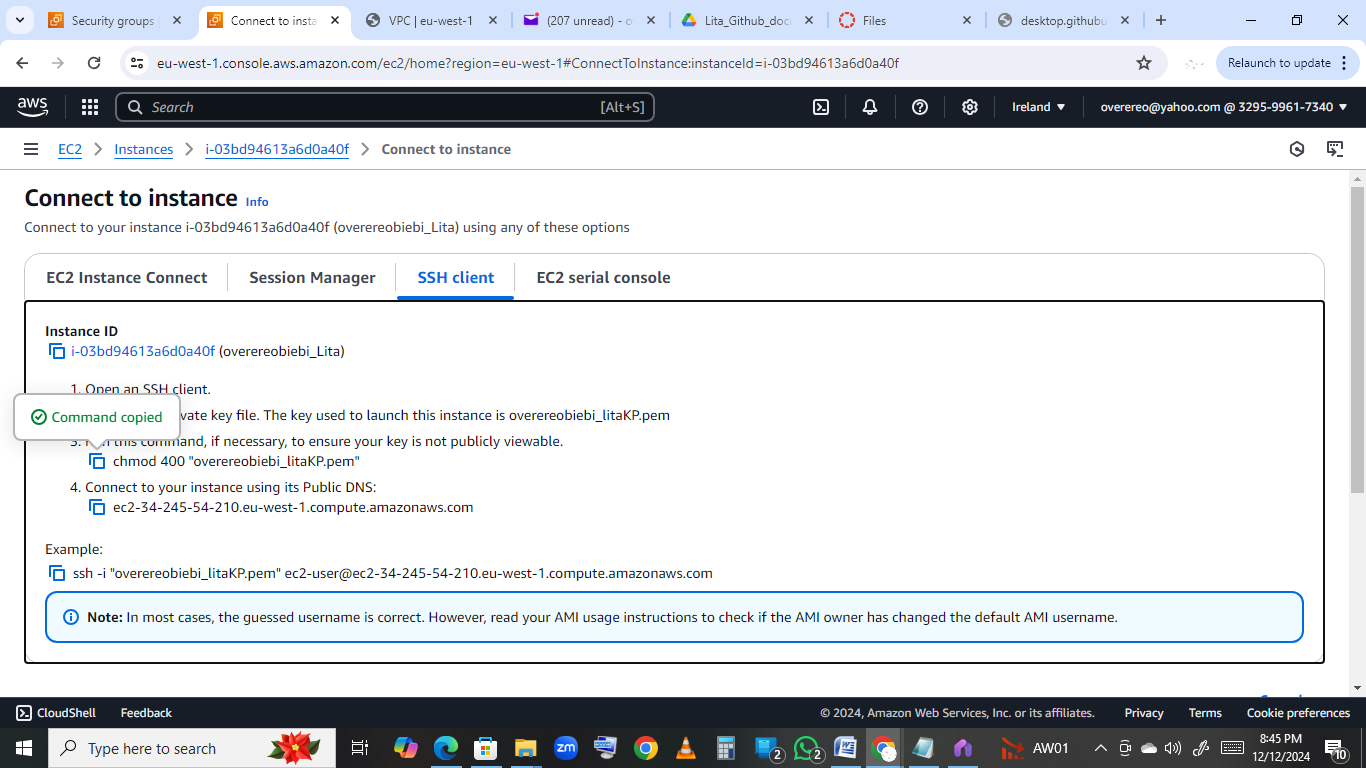 Security groups
Connect to insta
VPC | eu-west-1
(207 unread) - o
Lita_Github_doc
Files
desktop.githubu
eu-west-1.console.aws.amazon.com/ec2/home?region=eu-west-1#ConnectToInstance:instanceId=i-03bd94613a6d0a40f
Relaunch to update
aws
Search
[Alt+S]
Ireland
overereo@yahoo.com @ 3295-9961-7340
EC2
Instances
i-03bd94613a6d0a40f
Connect to instance
Connect to instance Info
Connect to your instance i-03bd94613a6d0a40f (overereobiebi_Lita) using any of these options
EC2 Instance Connect
Session Manager
SSH client
EC2 serial console
Instance ID
i-03bd94613a6d0a40f (overereobiebi_Lita)
1. Open an SSH client.
Command copied
key file. The key used to launch this instance is overereobiebi_litaKP.pem
this command, if necessary, to ensure your key is not publicly viewable.
chmod 400 "overereobiebi_litaKP.pem"
4. Connect to your instance using its Public DNS:
ec2-34-245-54-210.eu-west-1.compute.amazonaws.com
Example:
ssh -i "overereobiebi_litaKP.pem" ec2-user@ec2-34-245-54-210.eu-west-1.compute.amazonaws.com
Note: In most cases, the guessed username is correct. However, read your AMI usage instructions to check if the AMI owner has changed the default AMI username.
CloudShell
Feedback
© 2024, Amazon Web Services, Inc. or its affiliates.
Privacy
Terms
Cookie preferences
Type here to search
zm
2
2
AW01
8:45 PM
12/12/2024
10